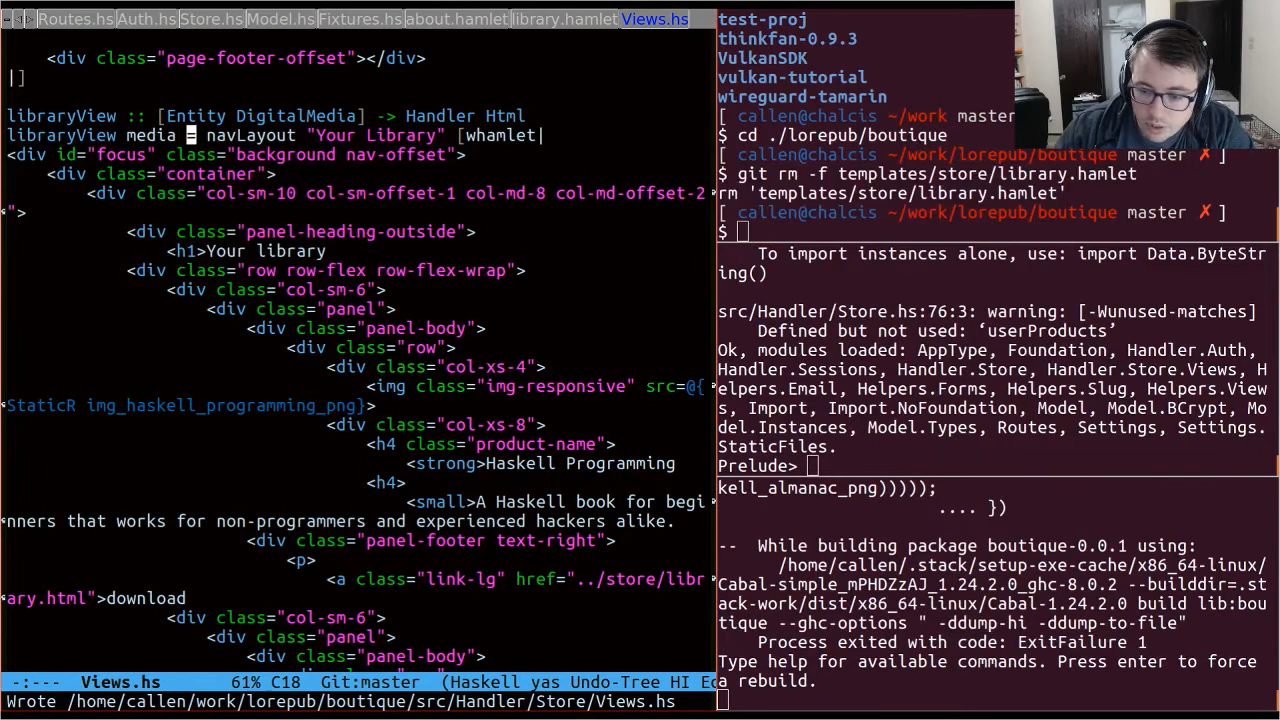 Routes.hs Auth.hs Store.hs Model.hs Fixtures.hs about.hamlet library.hamlet Views.hs
<div class="page-footer-offset"></div>
|]
libraryView :: [Entity DigitalMedia] -> Handler Html
libraryView media = navLayout "Your Library" [whamlet|
<div id="focus" class="background nav-offset">
<div class="container">
<div class="col-sm-10 col-sm-offset-1 col-md-8 col-md-offset-2
">
<div class="panel-heading-outside">
<h1>Your library
<div class="row row-flex row-flex-wrap">
<div class="col-sm-6">
<div class="panel">
<div class="panel-body">
<div class="row">
<div class="col-xs-4">
<img class="img-responsive" src=@{
StaticR img_haskell_programming_png}>
<div class="col-xs-8">
<h4 class="product-name">
<strong>Haskell Programming
<h4>
<small>A Haskell book for begi
nners that works for non-programmers and experienced hackers alike.
<div class="panel-footer text-right">
<p>
<a class="link-lg" href="../store/libr
ary.html">download
<div class="col-sm-6">
<div class="panel">
<div class="panel-body">
-:--- Views.hs 61% C18 Git:master (Haskell yas Undo-Tree HI Ec
Wrote /home/callen/work/lorepub/boutique/src/Handler/Store/Views.hs
test-proj
thinkfan-0.9.3
VulkanSDK
vulkan-tutorial
wireguard-tamarin
[ callen@chalcis ~/work master
$ cd ./lorepub/boutique
[ callen@chalcis ~/work/lorepub/boutique master ✗ ]
$ git rm -f templates/store/library.hamlet
rm 'templates/store/library.hamlet'
[ callen@chalcis ~/work/lorepub/boutique master ✗ ]
$
To import instances alone, use: import Data.ByteStr
ing()
src/Handler/Store.hs:76:3: warning: [-Wunused-matches]
Defined but not used: ‘userProducts’
Ok, modules loaded: AppType, Foundation, Handler.Auth,
Handler.Sessions, Handler.Store, Handler.Store.Views, H
elpers.Email, Helpers.Forms, Helpers.Slug, Helpers.View
s, Import, Import.NoFoundation, Model, Model.BCrypt, Mo
del.Instances, Model.Types, Routes, Settings, Settings.
StaticFiles.
Prelude>
kell_almanac_png)))));
.... })
-- While building package boutique-0.0.1 using:
/home/callen/.stack/setup-exe-cache/x86_64-linux/
Cabal-simple_mPHDZzAJ_1.24.2.0_ghc-8.0.2 --builddir=.st
ack-work/dist/x86_64-linux/Cabal-1.24.2.0 build lib:bou
tique --ghc-options " -ddump-hi -ddump-to-file"
Process exited with code: ExitFailure 1
Type help for available commands. Press enter to force
a rebuild.